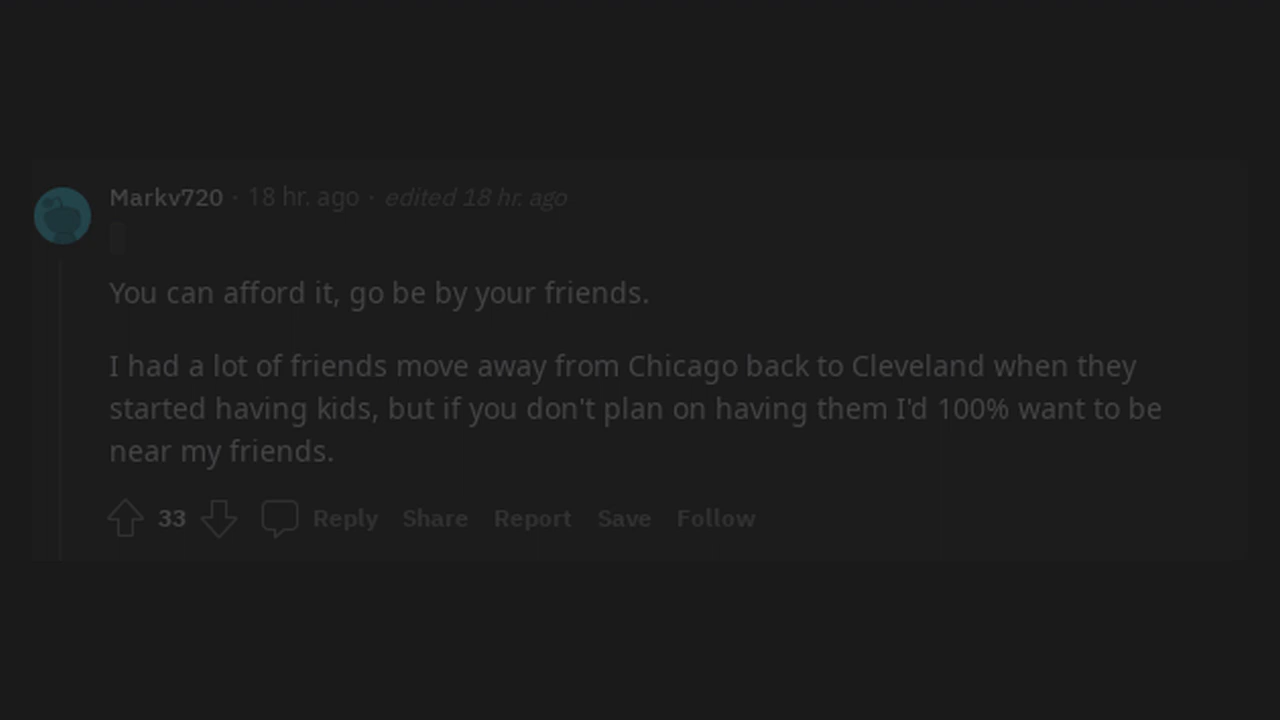 Markv720 · 18 hr. ago · edited 18 hr. ago
You can afford it, go be by your friends.
I had a lot of friends move away from Chicago back to Cleveland when they
started having kids, but if you don't plan on having them I'd 100% want to be
near my friends.
33 Reply Share Report Save Follow